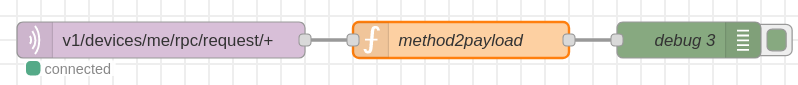 v1/devices/me/rpc/request/+
method2payload
debug 3
connected